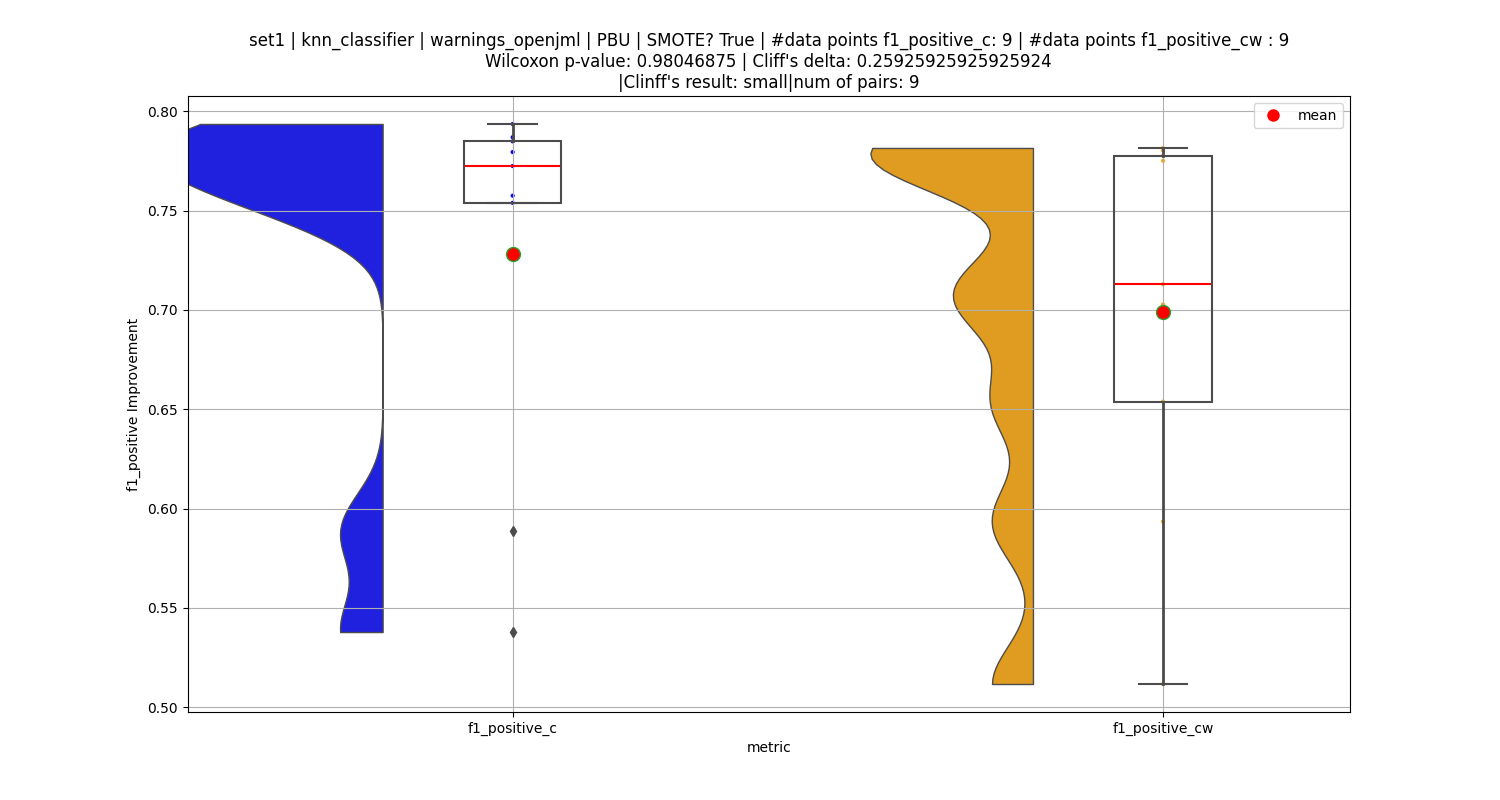 set1 | knn_classifier | warnings_openjml | PBU | SMOTE? True | #data points f1_positive_c: 9 | #data points f1_positive_cw : 9
Wilcoxon p-value: 0.98046875 | Cliff's delta: 0.25925925925925924
|Clinff's result: small|num of pairs: 9
mean
0.80
0.75
0.70
0.65
0.60
0.55
0.50
f1_positive Improvement
f1_positive_c
f1_positive_cw
metric